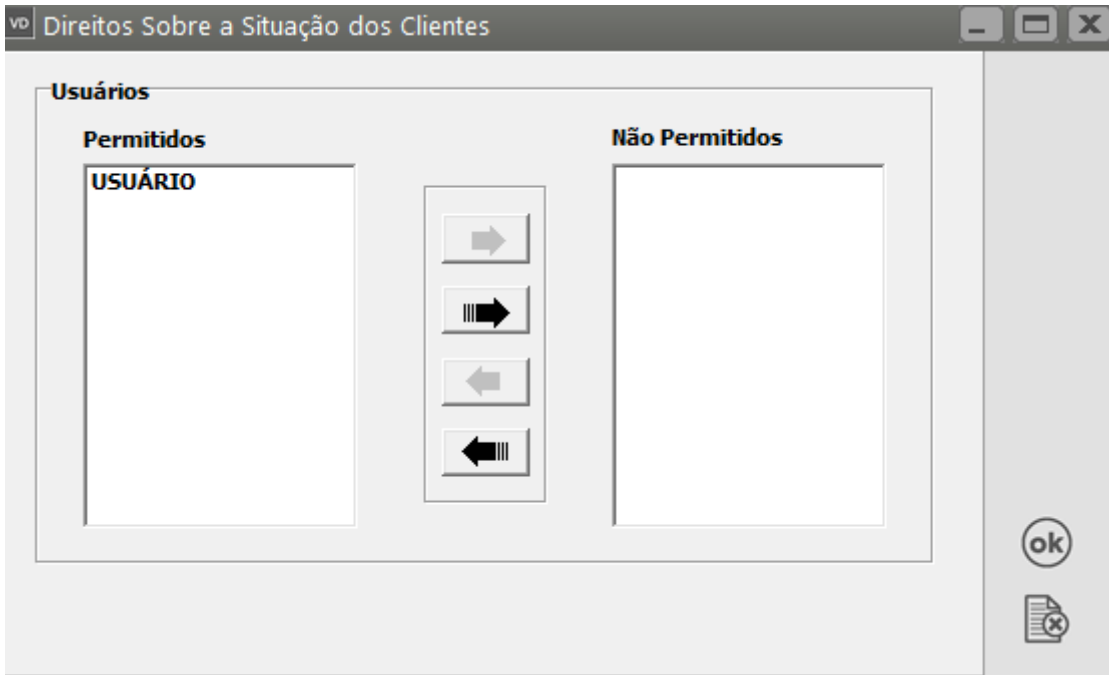 VD Direitos Sobre a Situação dos Clientes
Usuários
Permitidos
Não Permitidos
USUÁRIO
ok